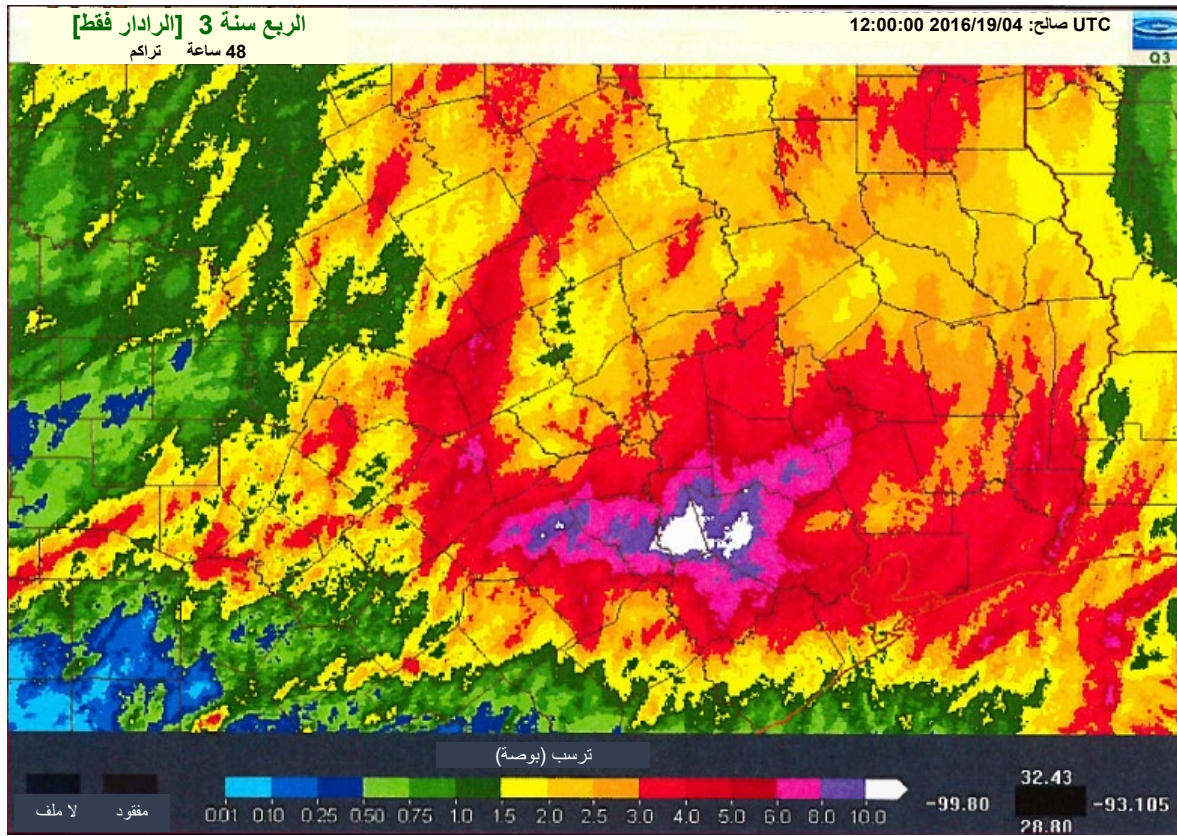 الربع سنة 3 [الرادار فقط]
48 ساعة تراكم
صالح: 2016/19/04 12:00:00 UTC
Q3
ترسب (بوصة)
لا ملف مفقود
0.01 0.10 0.25 0.50 0.75 1.0 1.5 2.0 2.5 3.0 4.0 5.0 6.0 8.0 10.0
32.43
-99.80 -93.105
28.80